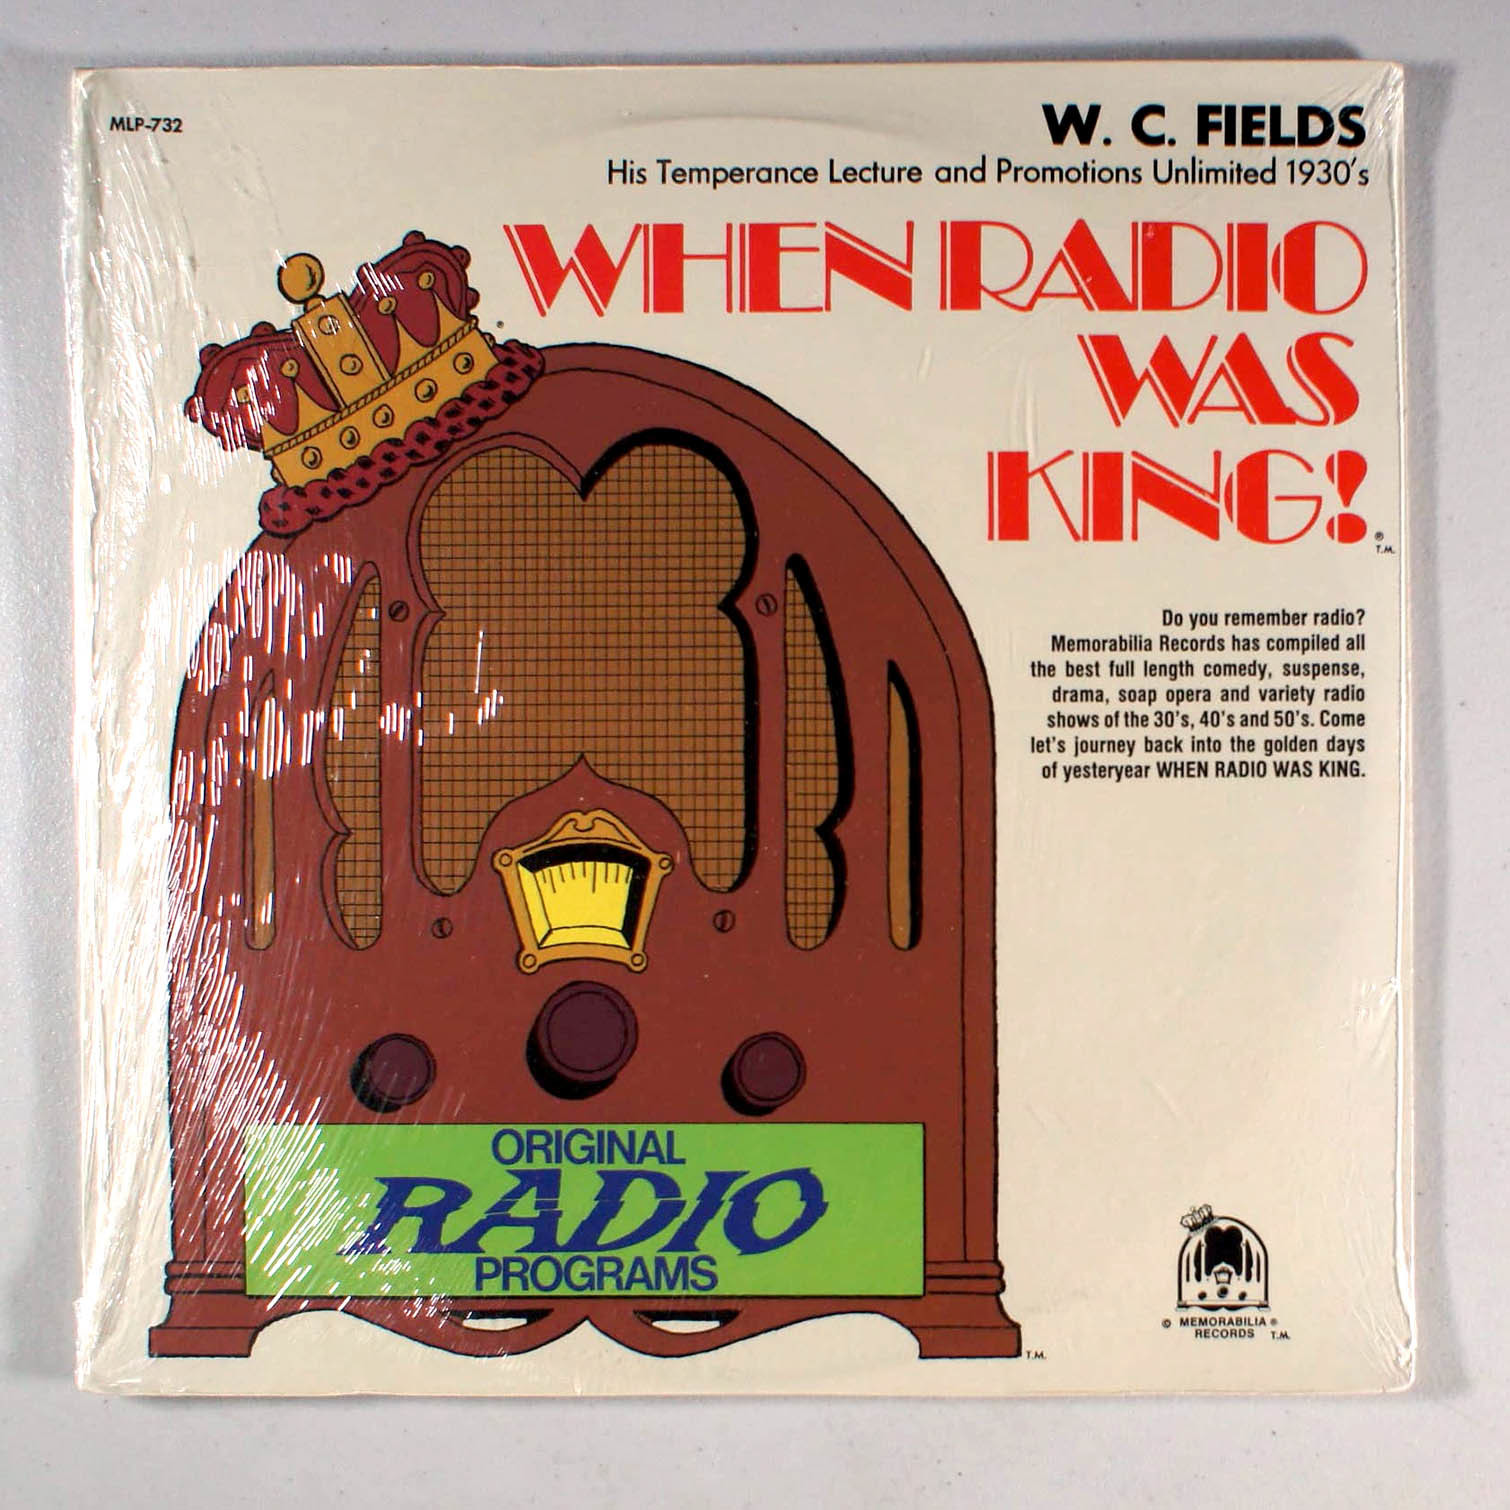 MLP-732
W. C. FIELDS
His Temperance Lecture and Promotions Unlimited 1930's
WHEN RADIO
WAS
KING!
®
T.M.
®
Do you remember radio?
Memorabilia Records has compiled all
the best full length comedy, suspense,
drama, soap opera and variety radio
shows of the 30's, 40's and 50's. Come
let's journey back into the golden days
of yesteryear WHEN RADIO WAS KING.
ORIGINAL
RADIO
PROGRAMS
T.M.
© MEMORABILIA ®
RECORDS T.M.